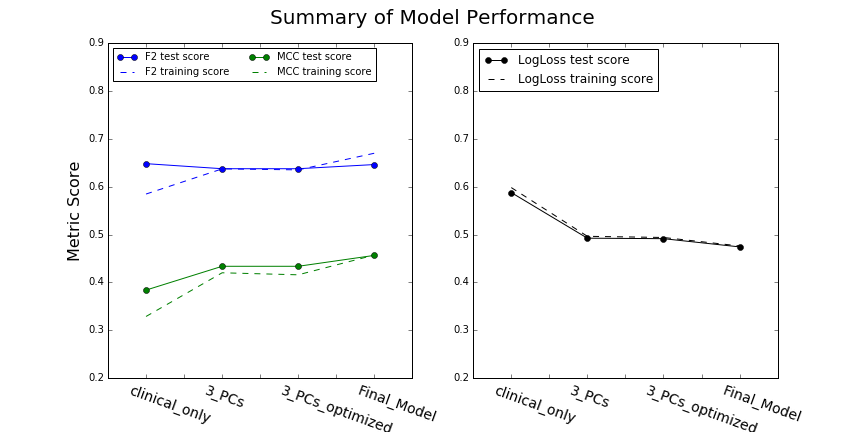 Summary of Model Performance
Metric Score
0.9
0.8
0.7
0.6
0.5
0.4
0.3
0.2
F2 test score
F2 training score
MCC test score
MCC training score
clinical_only
3_PCs
3_PCs_optimized
Final_Model
0.9
0.8
0.7
0.6
0.5
0.4
0.3
0.2
LogLoss test score
LogLoss training score
clinical_only
3_PCs
3_PCs_optimized
Final_Model